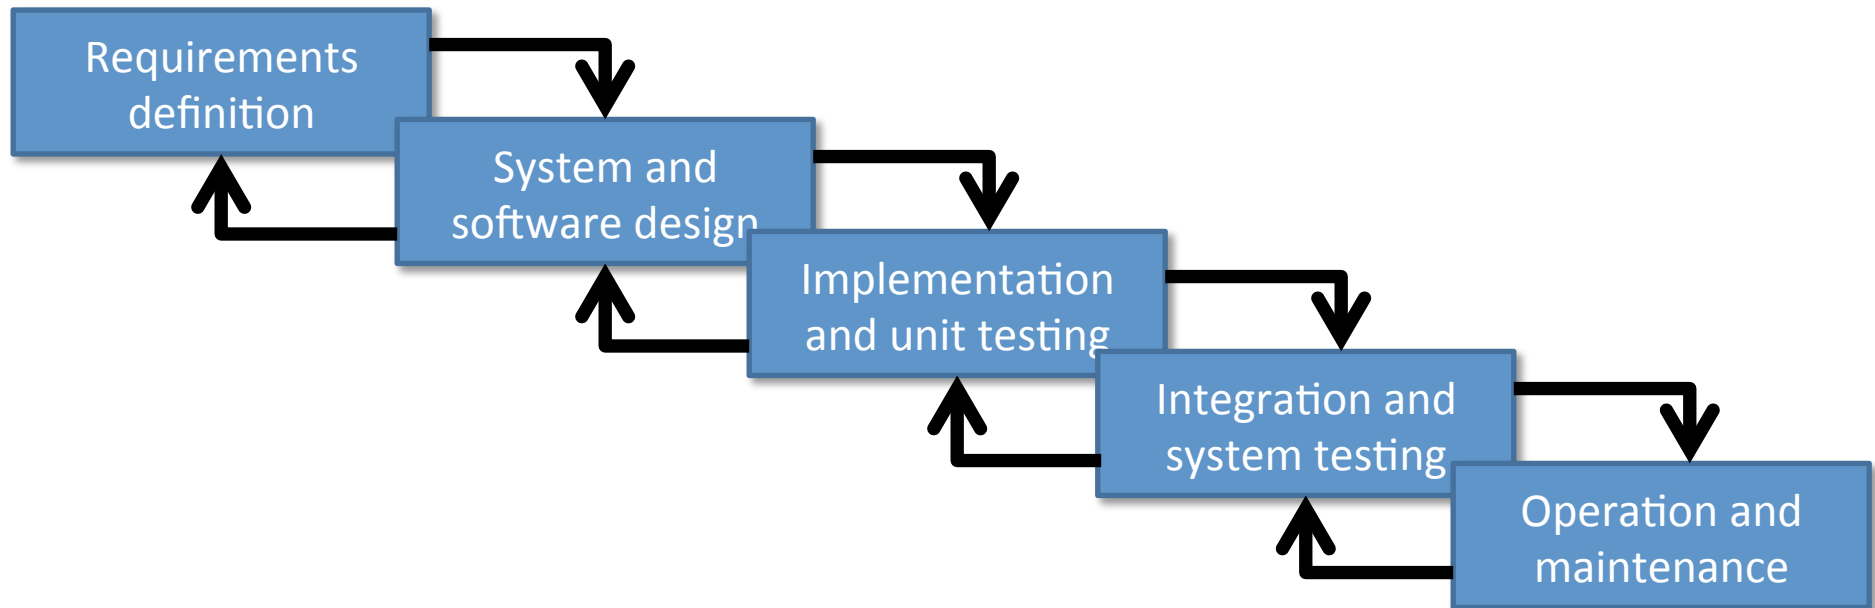 Requirements
definition
System and
software design
Implementation
and unit testing
Integration and
system testing
Operation and
maintenance